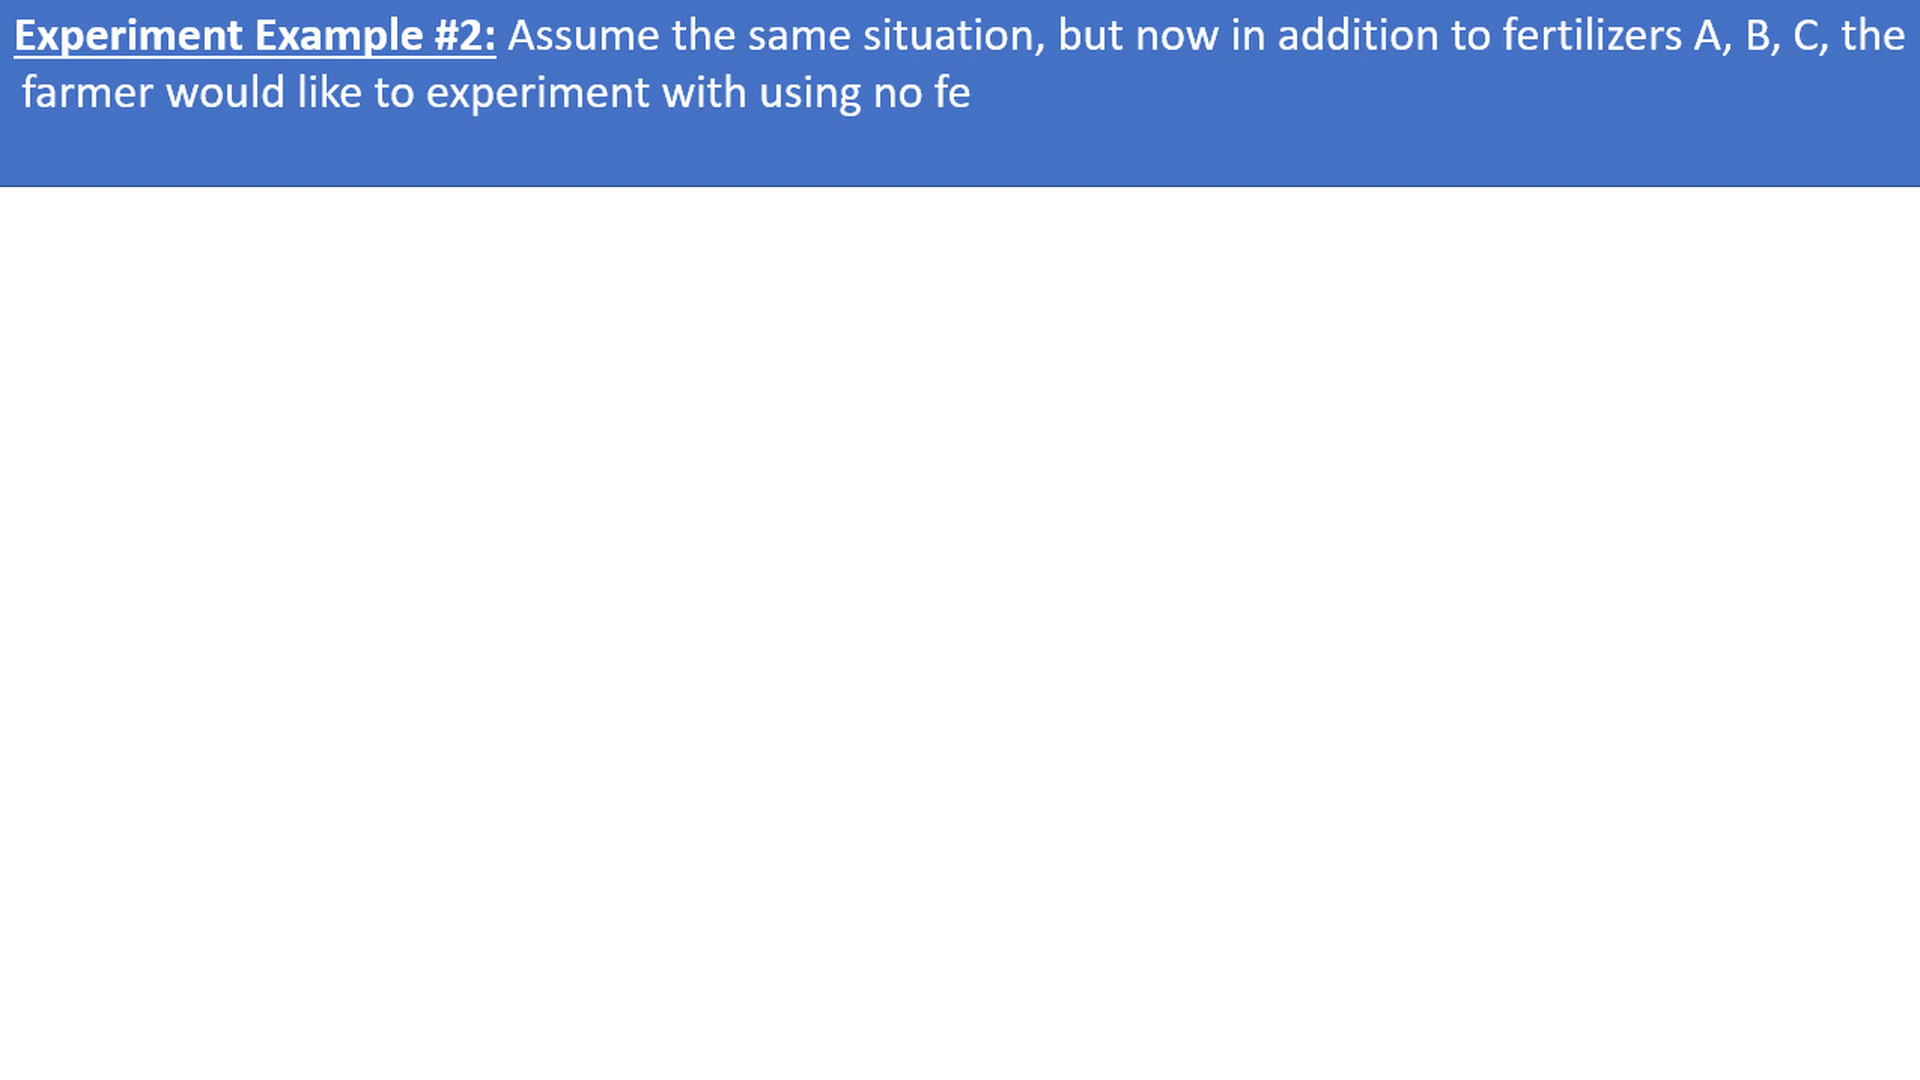 Experiment Example #2: Assume the same situation, but now in addition to fertilizers A, B, C, the
farmer would like to experiment with using no fe